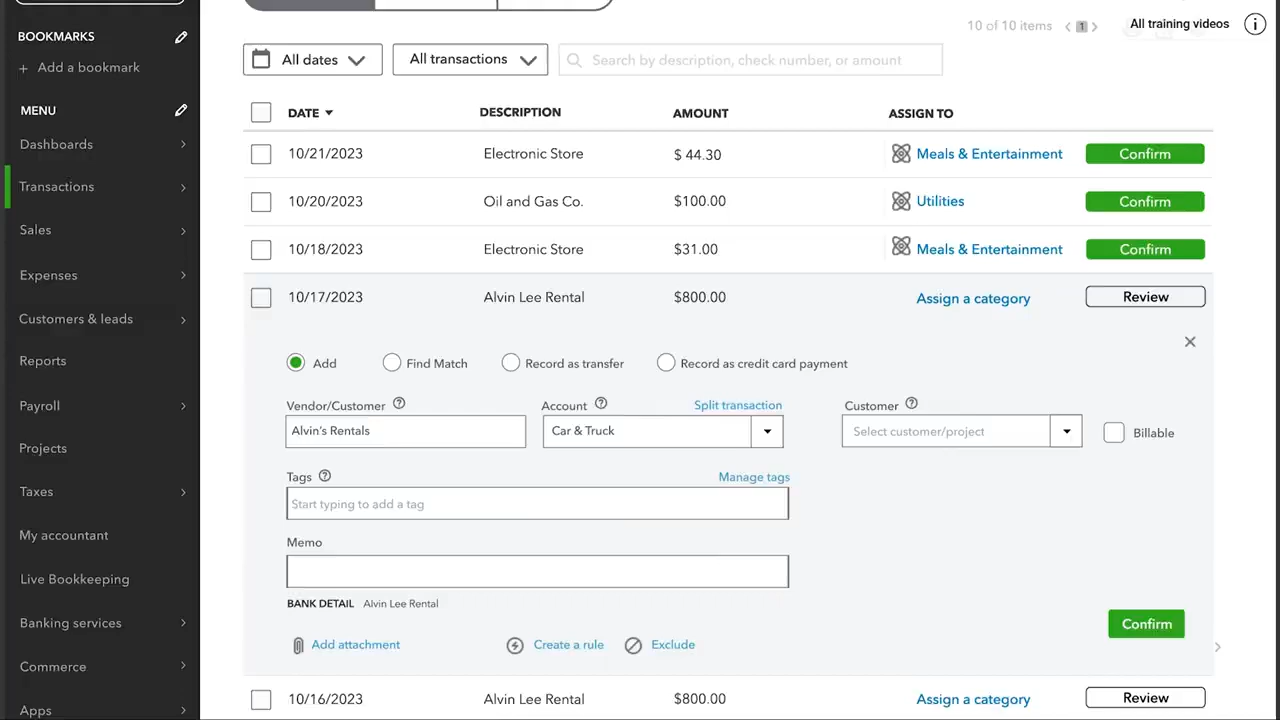 10 of 10 items
1
All training videos
BOOKMARKS
+ Add a bookmark
MENU
Dashboards
Transactions
Sales
Expenses
Customers & leads
Reports
Payroll
Projects
Taxes
My accountant
Live Bookkeeping
Banking services
Commerce
Apps
All dates
All transactions
Search by description, check number, or amount
DATE DESCRIPTION AMOUNT ASSIGN TO
10/21/2023 Electronic Store $ 44.30 Meals & Entertainment Confirm
10/20/2023 Oil and Gas Co. $100.00 Utilities Confirm
10/18/2023 Electronic Store $31.00 Meals & Entertainment Confirm
10/17/2023 Alvin Lee Rental $800.00 Assign a category Review
Add Find Match Record as transfer Record as credit card payment
Vendor/Customer Account Split transaction Customer
Alvin's Rentals Car & Truck Select customer/project Billable
Tags Manage tags
Start typing to add a tag
Memo
BANK DETAIL Alvin Lee Rental
Add attachment Create a rule Exclude
Confirm
10/16/2023 Alvin Lee Rental $800.00 Assign a category Review